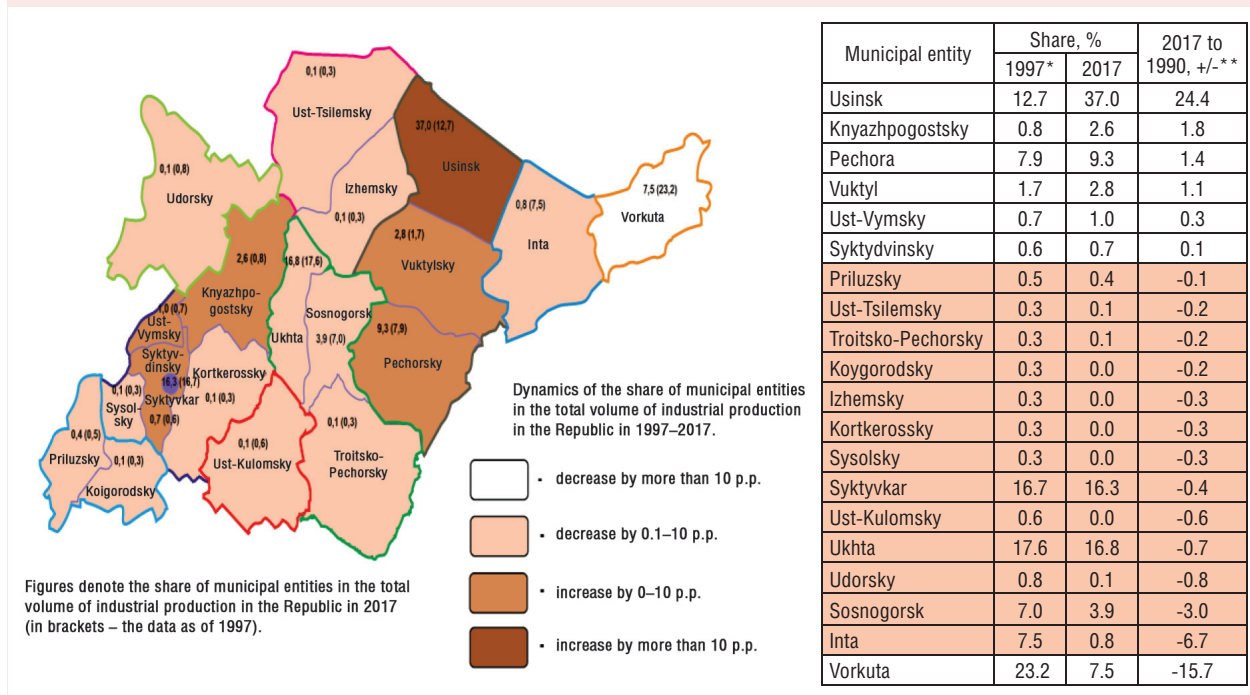 0,1 (0,3)
Ust-Tsilemsky
37,0 (12,7)
Usinsk
0,1 (0,8)
Udorsky
Izhemsky
0,1 (0,3)
7,5 (23,2)
Vorkuta
0,8 (7,5)
Inta
2,8 (1,7)
Vuktylsky
2,6 (0,8)
Knyazhpo-
gostsky
16,8 (17,6)
Ukhta
Sosnogorsk
3,9 (7,0)
9,3 (7,9)
Pechorsky
1,0 (0,7)
Ust-
Vymsky
Syktyv-
dinsky
16,3 (16,7)
Syktyvkar
0,7 (0,6)
Kortkerossky
0,1 (0,3)
0,1 (0,3)
Sysol-
sky
0,4 (0,5)
Priluzsky
0,1 (0,3)
Koigorodsky
0,1 (0,6)
Ust-Kulomsky
0,1 (0,3)
Troitsko-
Pechorsky
Dynamics of the share of municipal entities
in the total volume of industrial production
in the Republic in 1997–2017.
- decrease by more than 10 p.p.
- decrease by 0.1–10 p.p.
- increase by 0–10 p.p.
- increase by more than 10 p.p.
Figures denote the share of municipal entities in the total
volume of industrial production in the Republic in 2017
(in brackets – the data as of 1997).
Municipal entity Share, % 2017 to
1997* 2017 1990, +/-**
Usinsk 12.7 37.0 24.4
Knyazhpogostsky 0.8 2.6 1.8
Pechora 7.9 9.3 1.4
Vuktyl 1.7 2.8 1.1
Ust-Vymsky 0.7 1.0 0.3
Syktydvinsky 0.6 0.7 0.1
Priluzsky 0.5 0.4 -0.1
Ust-Tsilemsky 0.3 0.1 -0.2
Troitsko-Pechorsky 0.3 0.1 -0.2
Koygorodsky 0.3 0.0 -0.2
Izhemsky 0.3 0.0 -0.3
Kortkerossky 0.3 0.0 -0.3
Sysolsky 0.3 0.0 -0.3
Syktyvkar 16.7 16.3 -0.4
Ust-Kulomsky 0.6 0.0 -0.6
Ukhta 17.6 16.8 -0.7
Udorsky 0.8 0.1 -0.8
Sosnogorsk 7.0 3.9 -3.0
Inta 7.5 0.8 -6.7
Vorkuta 23.2 7.5 -15.7